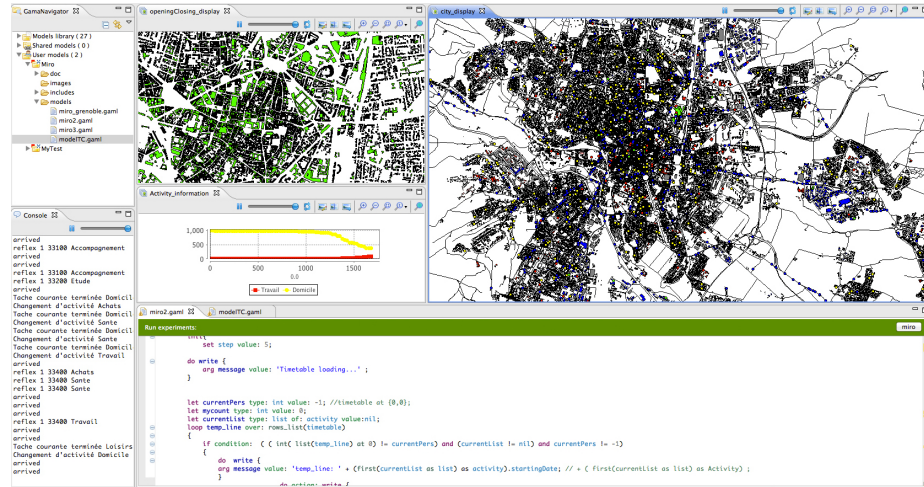 GamaNavigator
Models library ( 27 )
Shared models ( 0 )
User models ( 2 )
Miro
doc
images
includes
models
miro_grenoble.gaml
miro2.gaml
miro3.gaml
modelTC.gaml
MyTest
openingClosing_display
city_display
Activity_information
1,000
500
0
0 500 1000 1500
0.0
Travail Domicile
Console
arrived
reflex 1 33100 Accompagnement
arrived
arrived
reflex 1 33100 Accompagnement
reflex 1 33200 Etude
arrived
Tache courante terminée Domicil
Changement d'activité Achats
Tache courante terminée Domicil
Changement d'activité Sante
Tache courante terminée Domicil
Changement d'activité Sante
Tache courante terminée Domicil
Changement d'activité Travail
arrived
reflex 1 33400 Achats
reflex 1 33400 Sante
reflex 1 33400 Sante
arrived
arrived
arrived
reflex 1 33400 Travail
arrived
arrived
Tache courante terminée Loisirs
Changement d'activité Domicile
arrived
arrived
miro2.gaml modelTC.gaml
Run experiments: miro
init{
set step value: 5;
do write {
arg message value: 'Timetable loading...' ;
}
let currentPers type: int value: -1; //timetable at {0,0};
let mycount type: int value: 0;
let currentList type: list of: activity value:nil;
loop temp_line over: rows_list(timetable)
{
if condition: ( ( int( list(temp_line) at 0) != currentPers) and (currentList != nil) and currentPers != -1)
{
do write {
arg message value: 'temp_line: ' + (first(currentList as list) as activity).startingDate; // + ( first(currentList as list) as Activity) ;
}
do action: write {